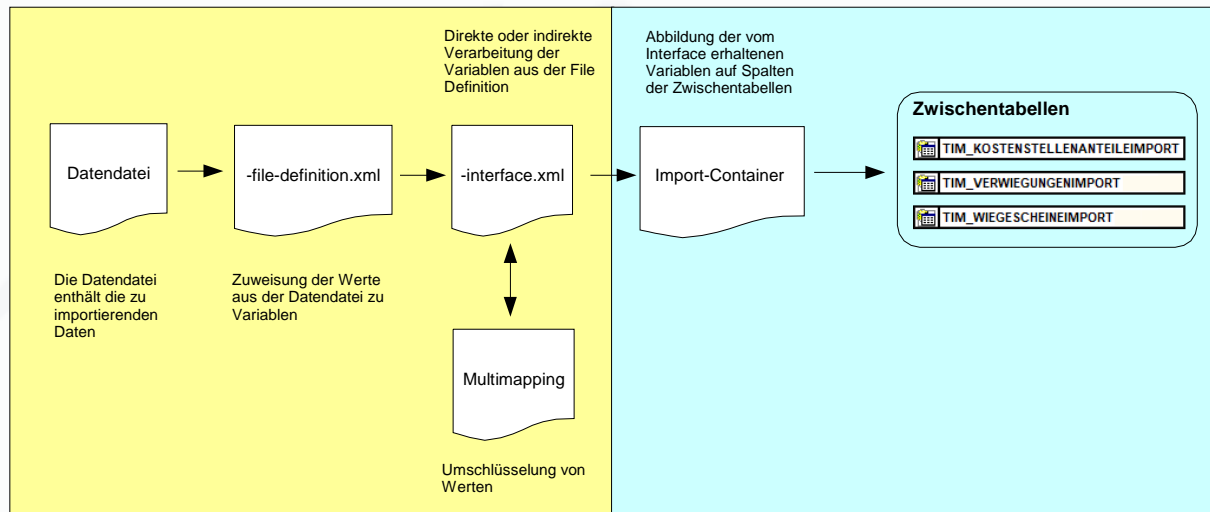 Direkte oder indirekte
Verarbeitung der
Variablen aus der File
Definition
Abbildung der vom
Interface erhaltenen
Variablen auf Spalten
der Zwischentabellen
Datendatei
-file-definition.xml
-interface.xml
Import-Container
Zwischentabellen
TIM_KOSTENSTELLENANTEILEIMPORT
TIM_VERWIEGUNGENIMPORT
TIM_WIEGESCHEINEIMPORT
Die Datendatei
enthält die zu
importierenden
Daten
Zuweisung der Werte
aus der Datendatei zu
Variablen
Multimapping
Umschlüsselung von
Werten